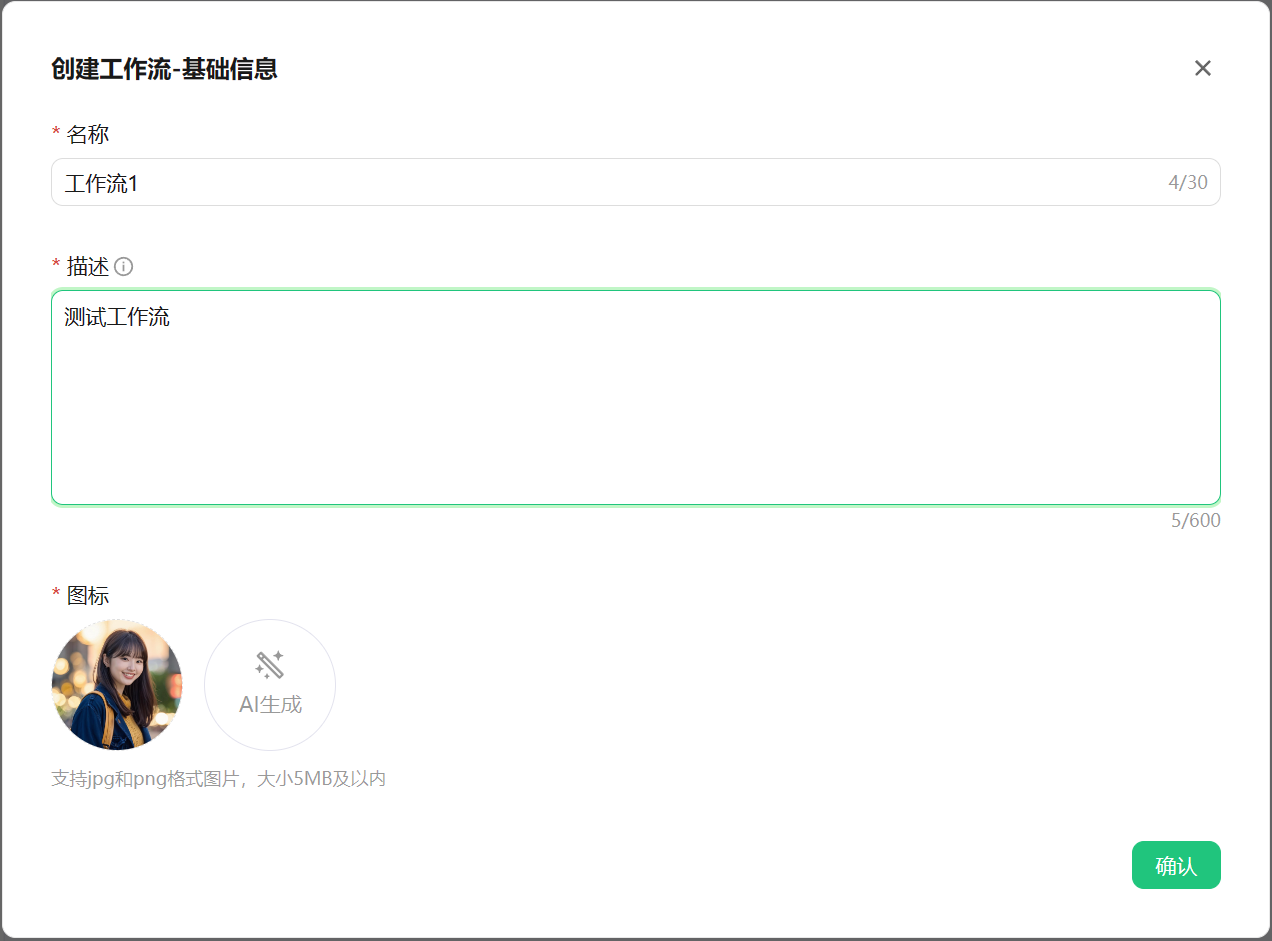 创建工作流-基础信息
* 名称
工作流1
4/30
* 描述
测试工作流
5/600
* 图标
AI生成
支持jpg和png格式图片，大小5MB及以内
确认